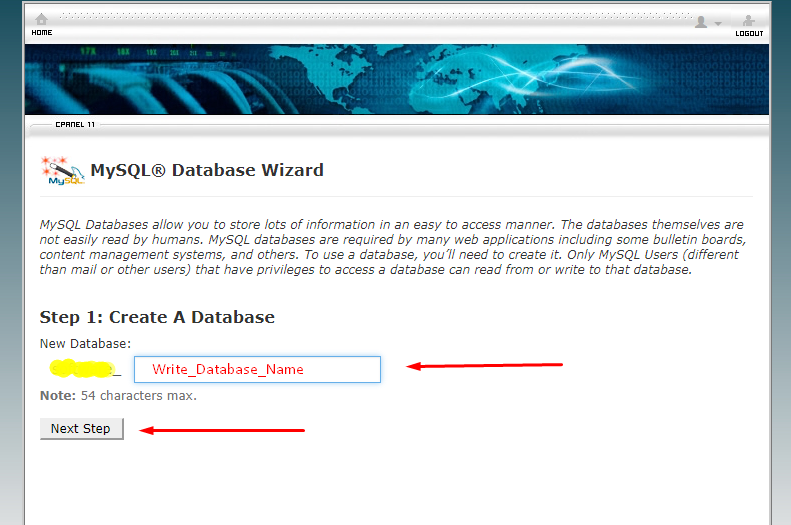 HOME
LOGOUT
17X
CPANEL 11
MySQL
MySQL® Database Wizard
MySQL Databases allow you to store lots of information in an easy to access manner. The databases themselves are
not easily read by humans. MySQL databases are required by many web applications including some bulletin boards,
content management systems, and others. To use a database, you’ll need to create it. Only MySQL Users (different
than mail or other users) that have privileges to access a database can read from or write to that database.
Step 1: Create A Database
New Database:
_ Write_Database_Name
Note: 54 characters max.
Next Step